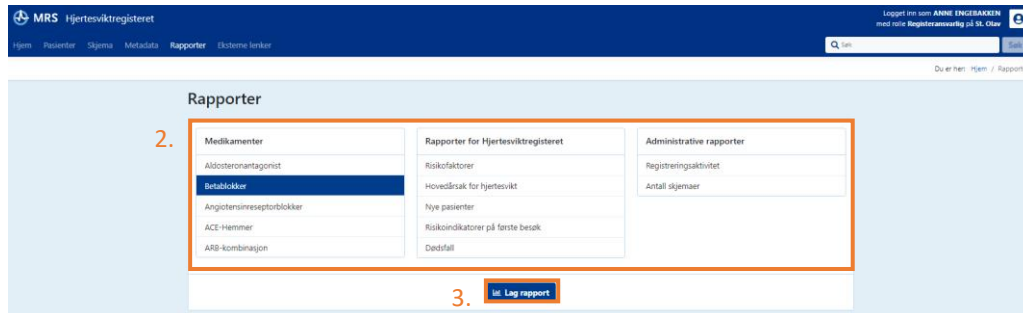 MRS Hjertesviktregisteret
Logget inn som ANNE ENGEBAKKEN
med rolle Registeransvarlig på St. Olav
Hjem Pasienter Skjema Metadata Rapporter Eksterne lenker
Søk
Søk
Du er her: Hjem / Rapport
Rapporter
2.
Medikamenter
Aldosteronantagonist
Betablokker
Angiotensinreseptorblokker
ACE-Hemmer
ARB-kombinasjon
Rapporter for Hjertesviktregisteret
Risikofaktorer
Hovedårsak for hjertesvikt
Nye pasienter
Risikoindikatorer på første besøk
Dødsfall
Administrative rapporter
Registreringsaktivitet
Antall skjemaer
3.
Lag rapport